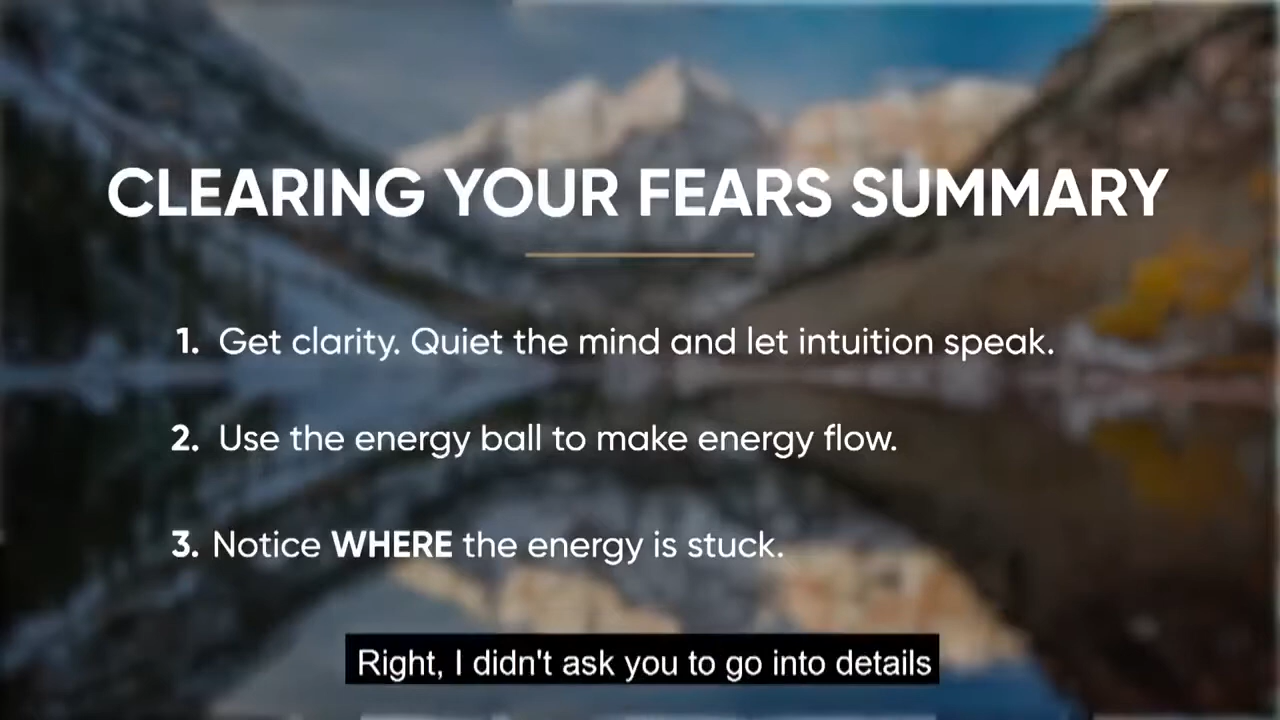 CLEARING YOUR FEARS SUMMARY
1. Get clarity. Quiet the mind and let intuition speak.
2. Use the energy ball to make energy flow.
3. Notice WHERE the energy is stuck.
Right, I didn't ask you to go into details